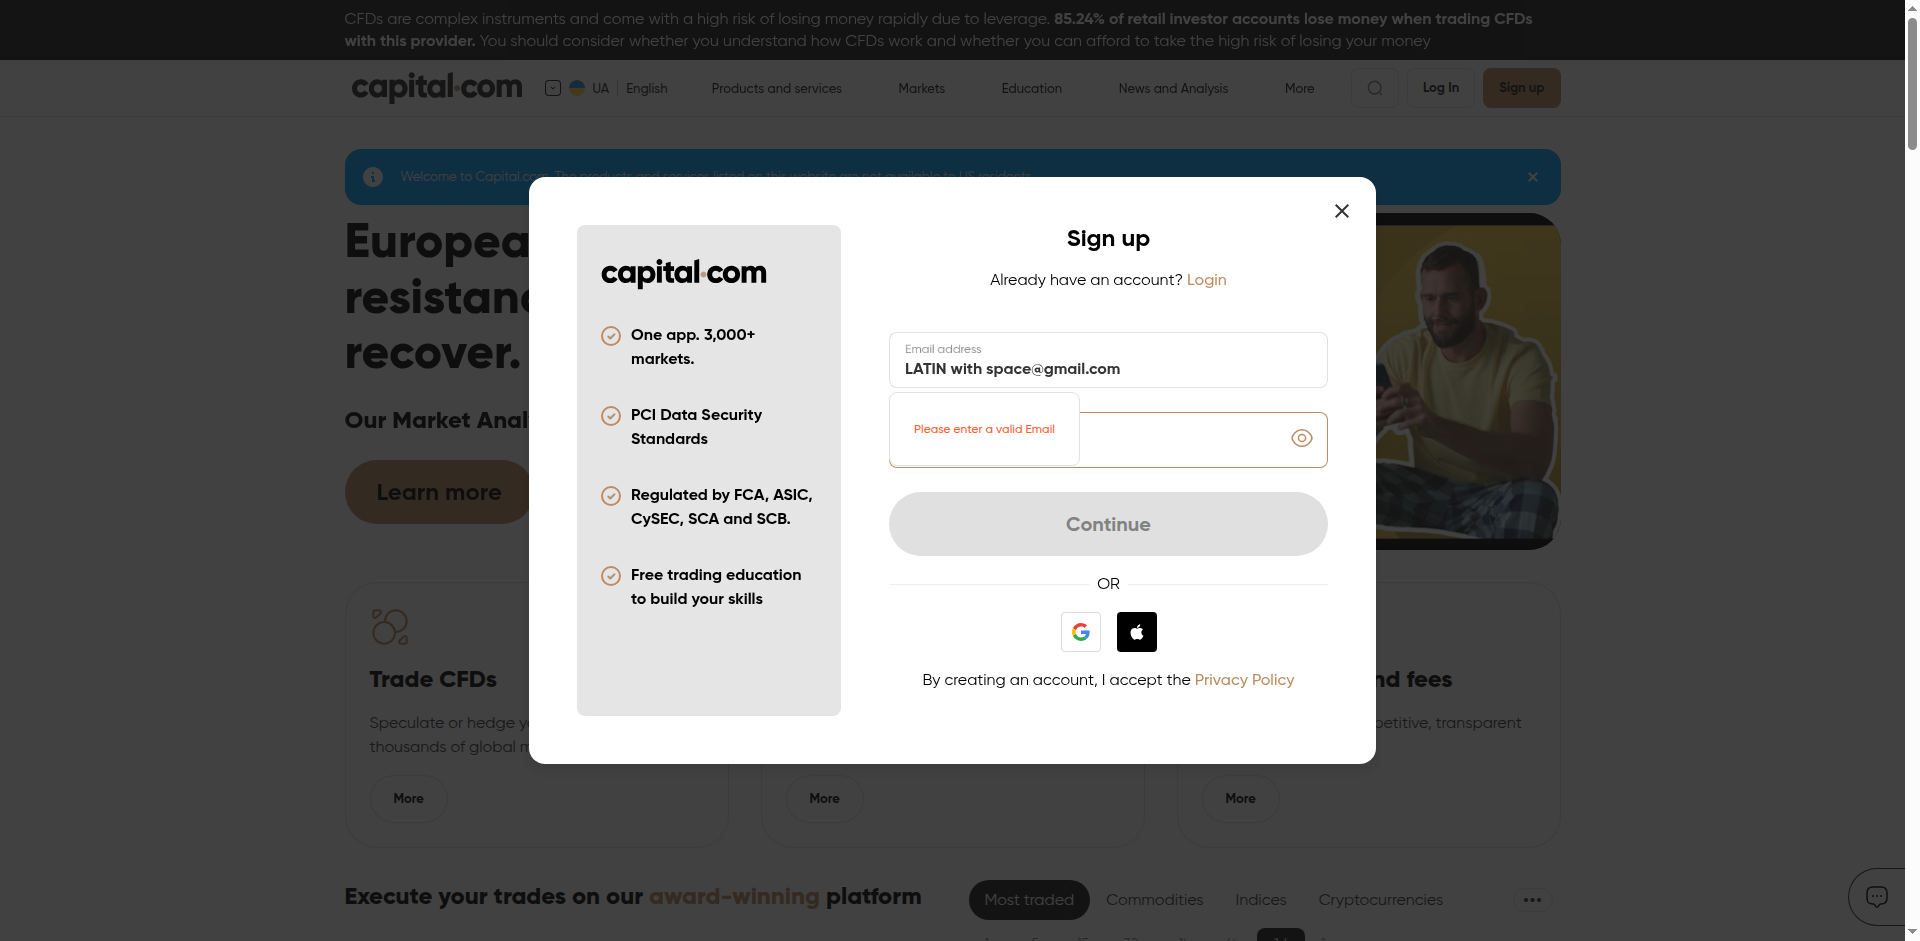 CFDs are complex instruments and come with a high risk of losing money rapidly due to leverage. 85.24% of retail investor accounts lose money when trading CFDs
with this provider. You should consider whether you understand how CFDs work and whether you can afford to take the high risk of losing your money
capital.com
UA
English
Products and services
Markets
Education
News and Analysis
More
Log In
Sign up
Welcome to Capital.com. The products and services listed on this website are not available to US residents.
Europea
resistanc
recover.
Our Market Anal
Learn more
capital.com
One app. 3,000+
markets.
PCI Data Security
Standards
Regulated by FCA, ASIC,
CySEC, SCA and SCB.
Free trading education
to build your skills
Sign up
Already have an account? Login
Email address
LATIN with space@gmail.com
Please enter a valid Email
Continue
OR
By creating an account, I accept the Privacy Policy
Trade CFDs
Speculate or hedge y
thousands of global m
More
More
nd fees
petitive, transparent
More
Execute your trades on our award-winning platform
Most traded
Commodities
Indices
Cryptocurrencies